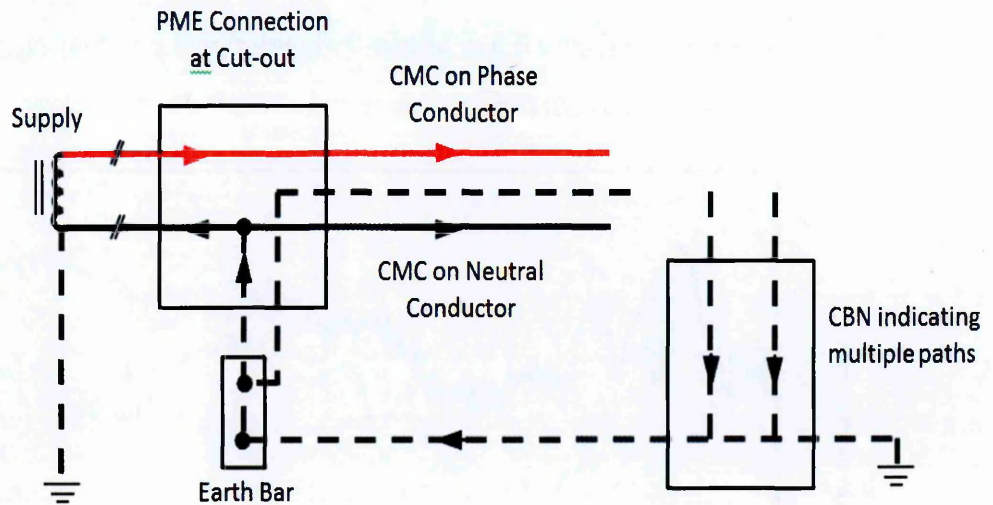 PME Connection
at Cut-out
CMC on Phase
Conductor
Supply
CMC on Neutral
Conductor
CBN indicating
multiple paths
Earth Bar